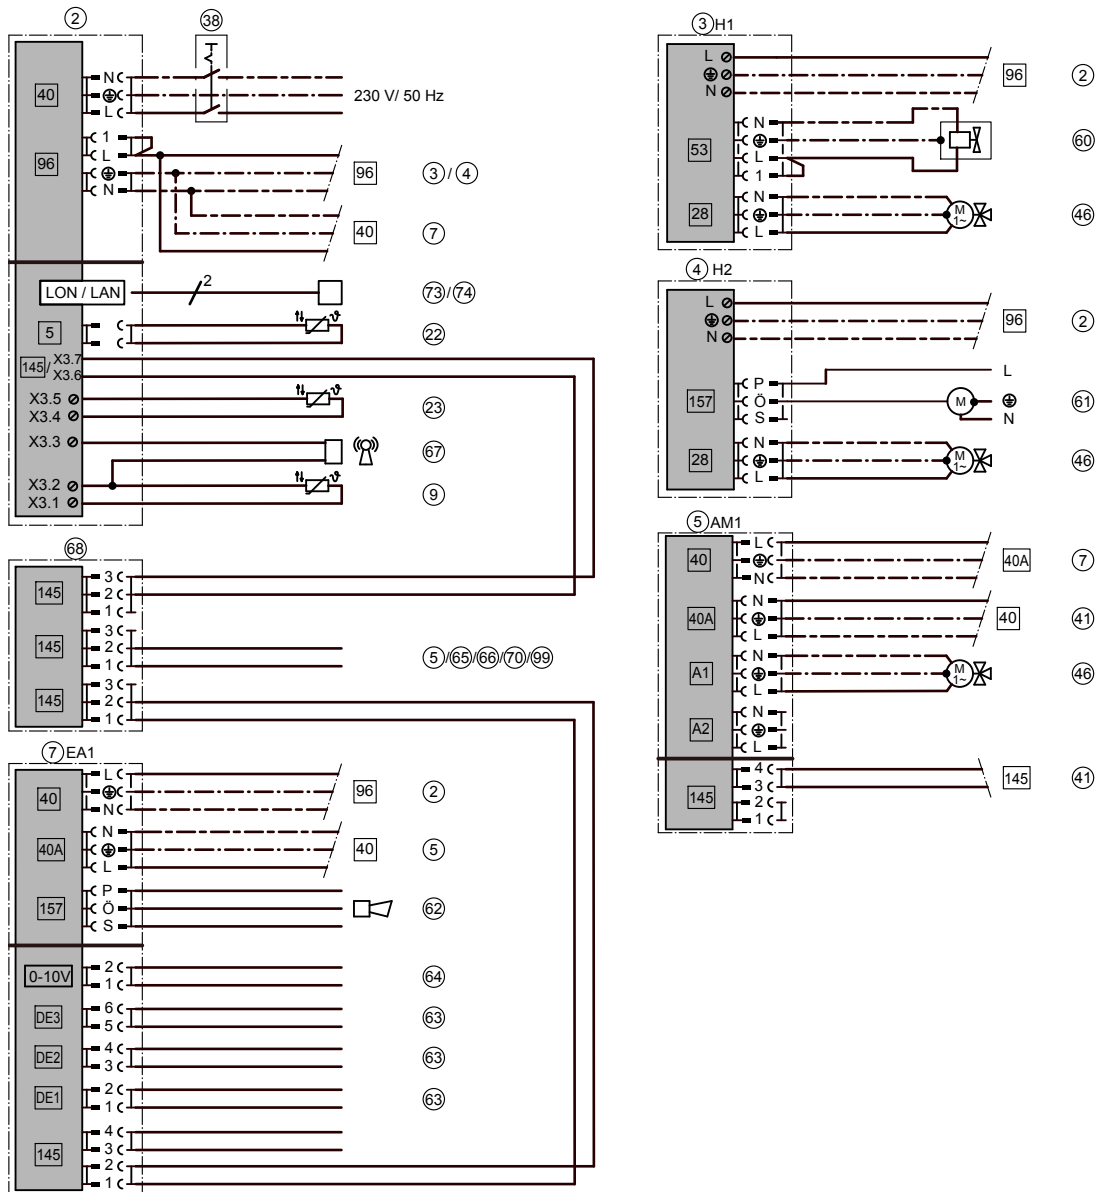 2
38
40
N
L
230 V/ 50 Hz
96
1
L
N
96
3 / 4
40
7
LON / LAN
2
73/74
5
ϑ
22
145/ X3.7
X3.6
X3.5
X3.4
ϑ
23
X3.3
67
X3.2
X3.1
ϑ
9
68
145
3
2
1
145
3
2
1
5/65/66/70/99
145
3
2
1
7 EA1
40
L
N
96
2
40A
N
L
40
5
157
P
Ö
S
62
0-10V
2
1
64
DE3
6
5
63
DE2
4
3
63
DE1
2
1
63
145
4
3
2
1
3 H1
L
N
96
2
53
N
L
1
60
28
N
L
M
1~
46
4 H2
L
N
96
2
157
P
Ö
S
L
M
N
61
28
N
L
M
1~
46
5 AM1
40
L
N
40A
7
40A
N
L
40
41
A1
N
L
M
1~
46
A2
N
L
145
4
3
2
1
145
41